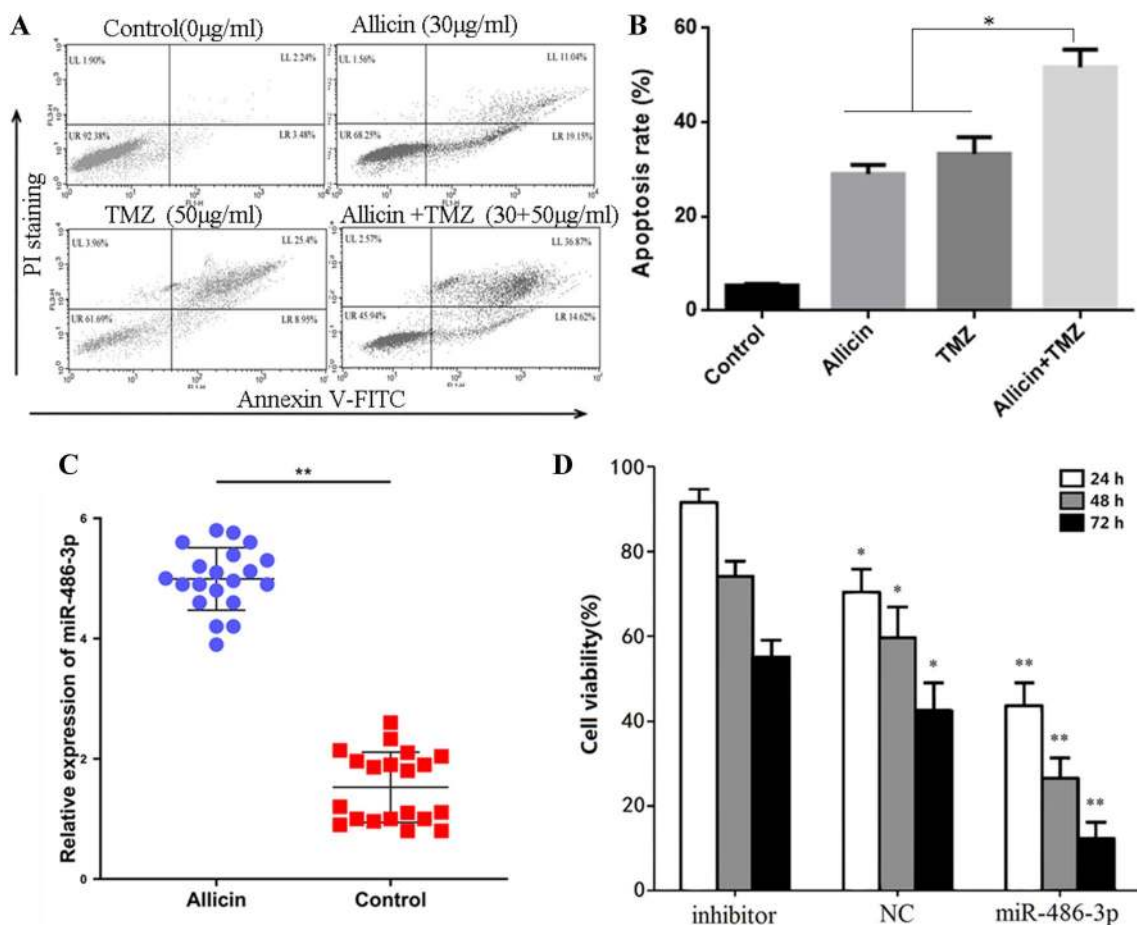 A
Control(0μg/ml)
Allicin (30μg/ml)
UL 1.90%
LL 2.24%
UR 92.38%
LR 3.48%
UL 1.56%
LL 11.04%
UR 68.25%
LR 19.15%
TMZ (50μg/ml)
Allicin +TMZ (30+50μg/ml)
UL 3.96%
LL 25.4%
UR 61.69%
LR 8.95%
UL 2.57%
LL 36.87%
UR 45.94%
LR 14.62%
PI staining
Annexin V-FITC
B
Apoptosis rate (%)
60
40
20
0
*
Control
Allicin
TMZ
Allicin+TMZ
C
**
Relative expression of miR-486-3p
6
4
2
0
Allicin
Control
D
Cell viability(%)
100
80
60
40
20
0
24 h
48 h
72 h
* * *
** ** **
inhibitor
NC
miR-486-3p